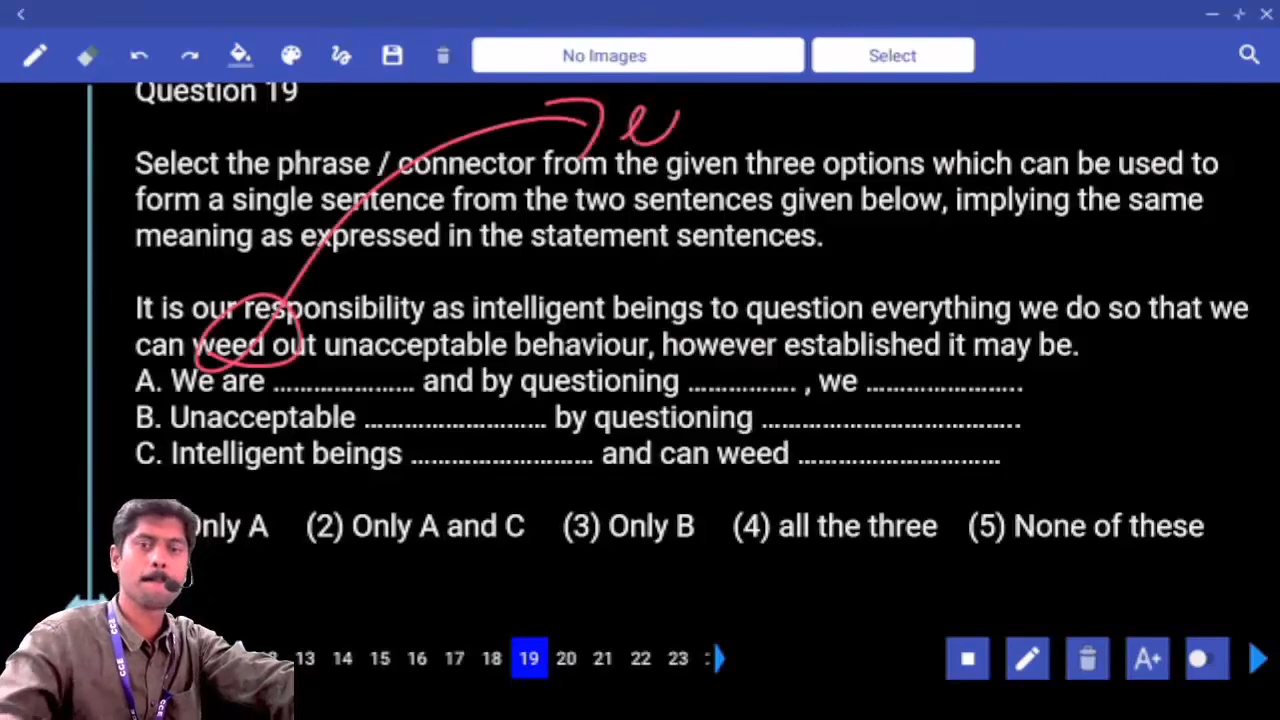 No Images
Select
Question 19
Select the phrase / connector from the given three options which can be used to
form a single sentence from the two sentences given below, implying the same
meaning as expressed in the statement sentences.
It is our responsibility as intelligent beings to question everything we do so that we
can weed out unacceptable behaviour, however established it may be.
A. We are ..................... and by questioning ................ , we .......................
B. Unacceptable ........................... by questioning ......................................
C. Intelligent beings ........................... and can weed ..............................
Only A (2) Only A and C (3) Only B (4) all the three (5) None of these
13 14 15 16 17 18 19 20 21 22 23
A+
CCE